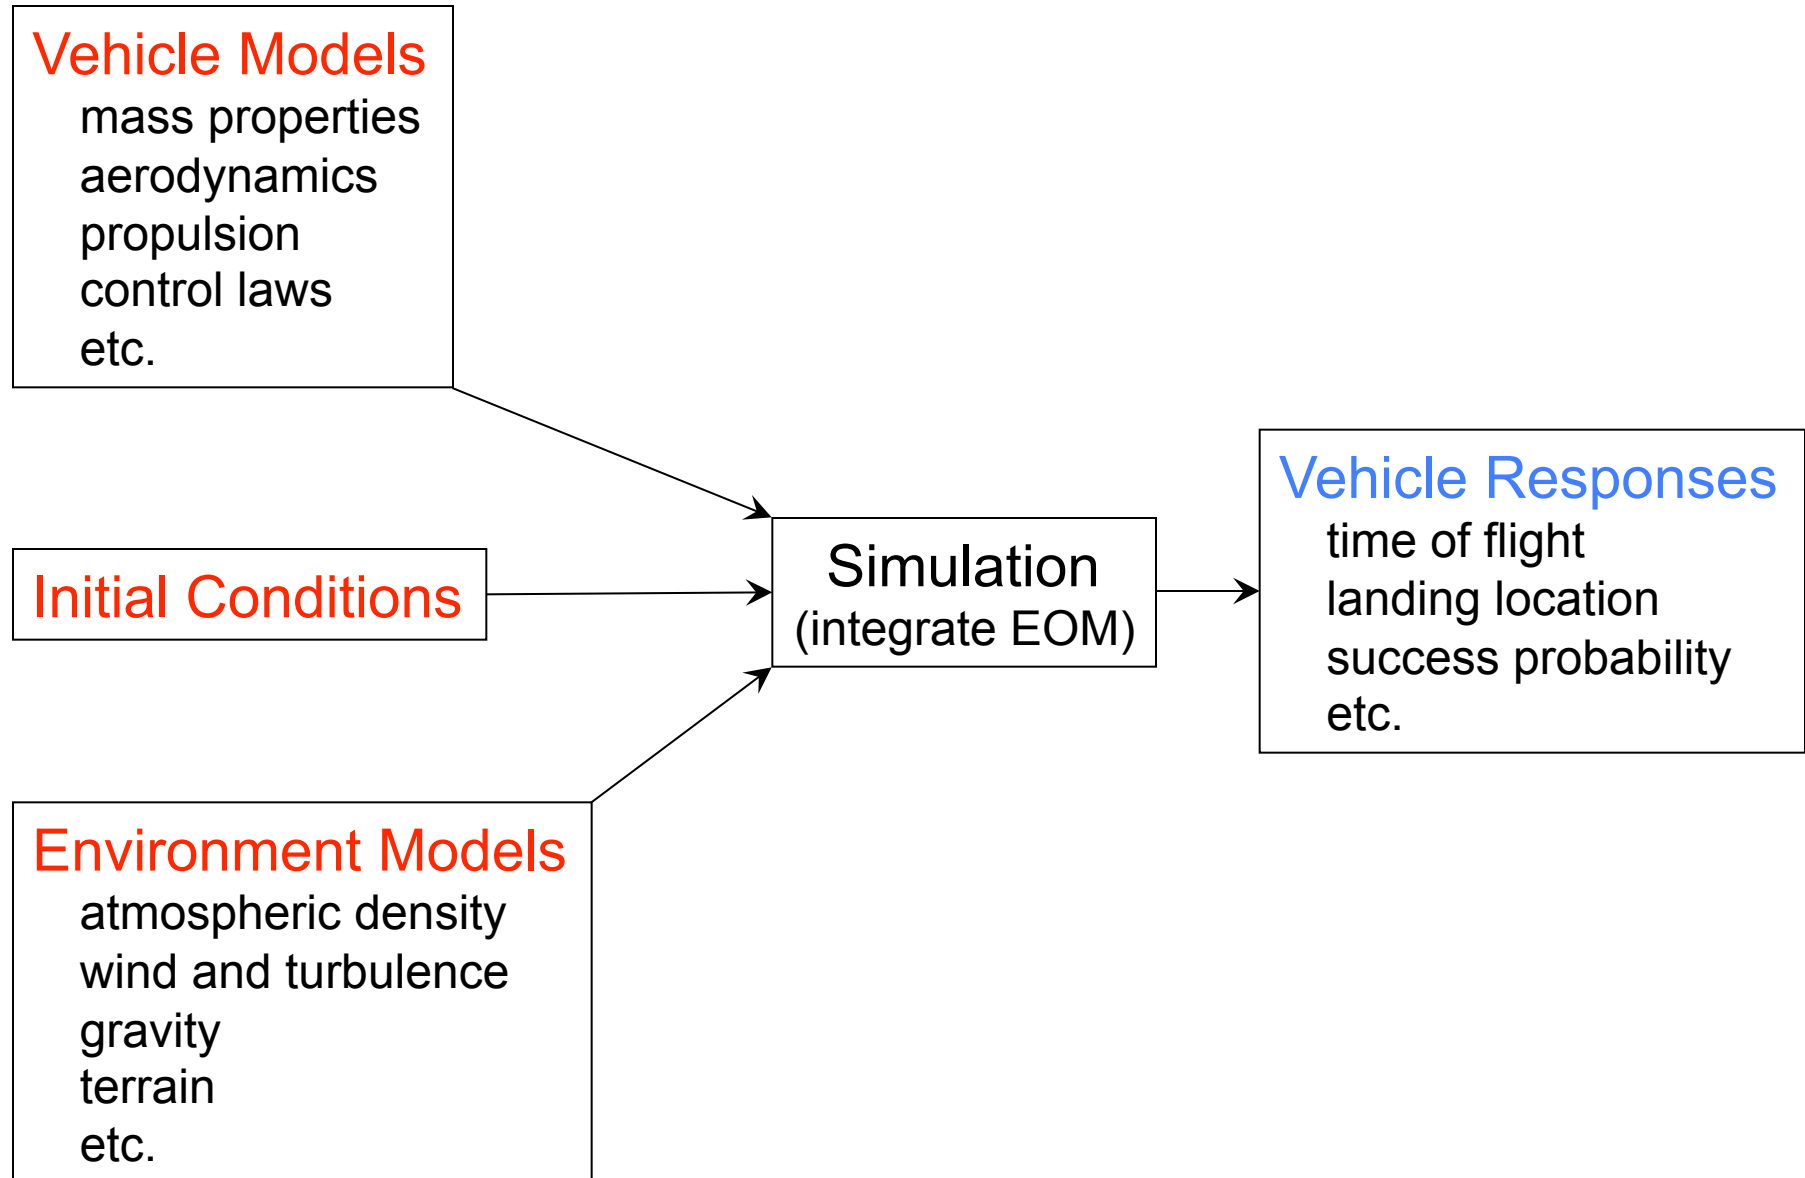 Vehicle Models
mass properties
aerodynamics
propulsion
control laws
etc.
Initial Conditions
Environment Models
atmospheric density
wind and turbulence
gravity
terrain
etc.
Simulation
(integrate EOM)
Vehicle Responses
time of flight
landing location
success probability
etc.